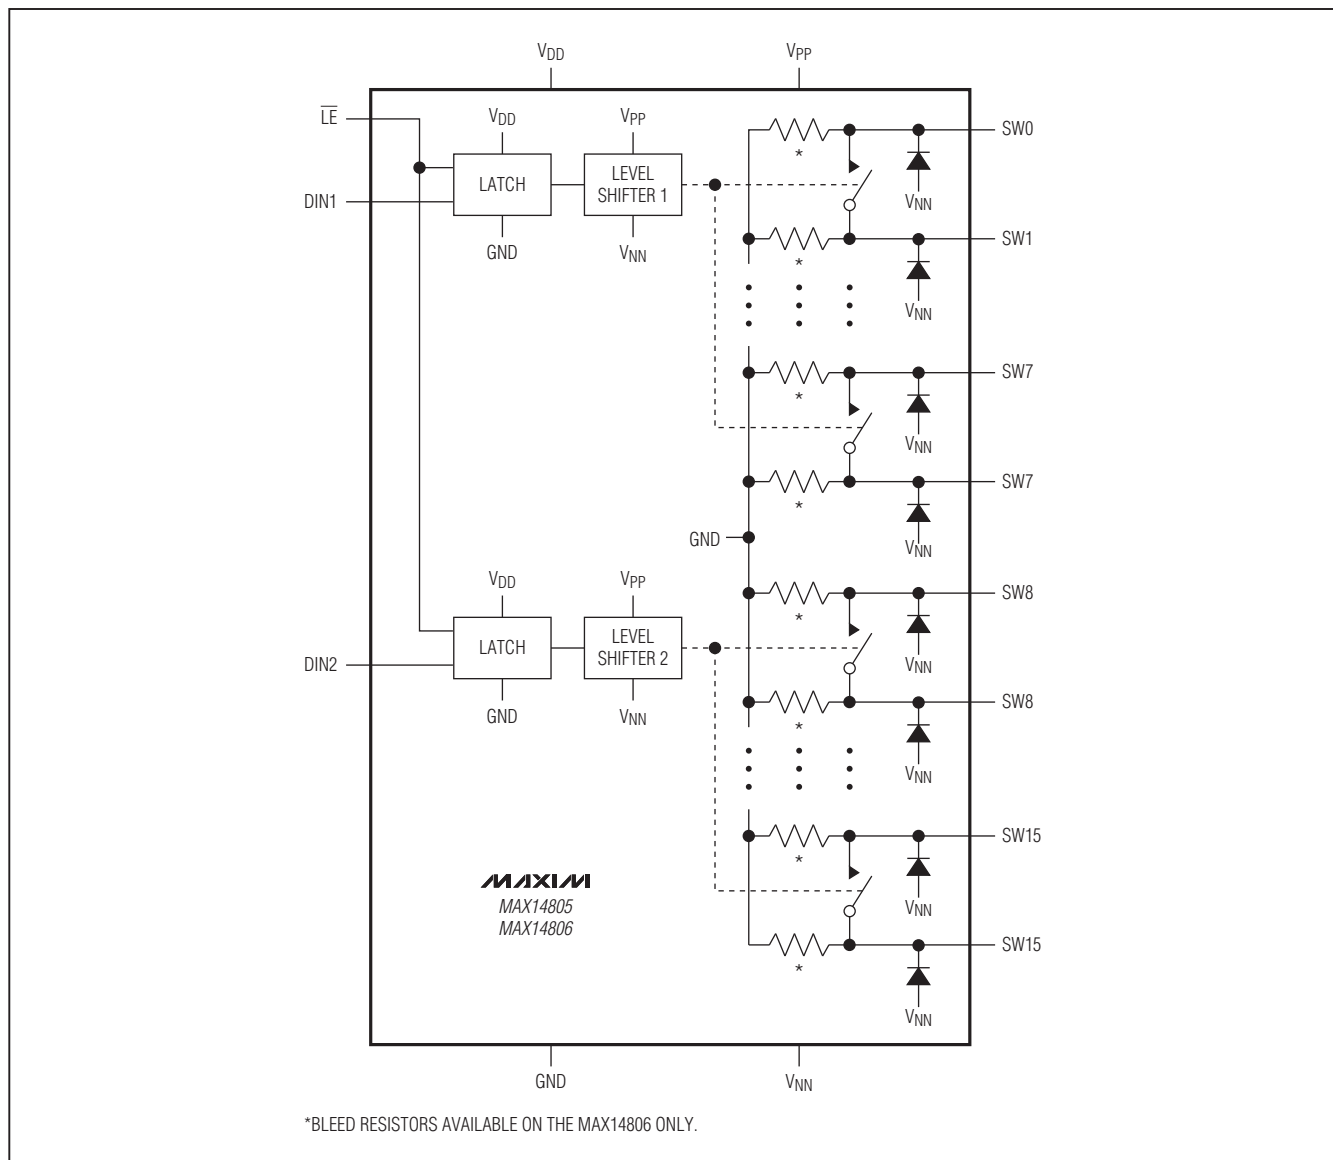 VDD
VPP
LE
VDD
VPP
SW0
*
LATCH
LEVEL
SHIFTER 1
VNN
DIN1
GND
VNN
SW1
*
VNN
SW7
*
VNN
SW7
*
GND
VNN
VDD
VPP
SW8
*
LATCH
LEVEL
SHIFTER 2
VNN
DIN2
GND
VNN
SW8
*
VNN
SW15
*
MAXIM
VNN
MAX14805
MAX14806
SW15
*
VNN
GND
VNN
*BLEED RESISTORS AVAILABLE ON THE MAX14806 ONLY.